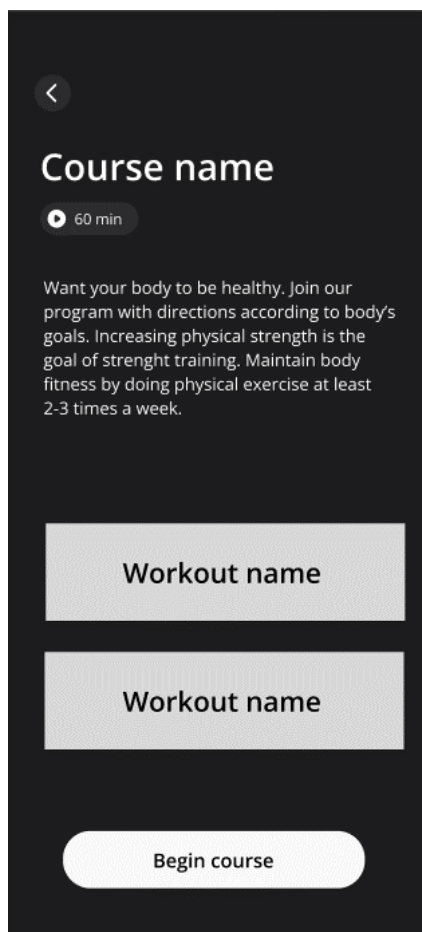 Course name
60 min
Want your body to be healthy. Join our
program with directions according to body’s
goals. Increasing physical strength is the
goal of strenght training. Maintain body
fitness by doing physical exercise at least
2-3 times a week.
Workout name
Workout name
Begin course